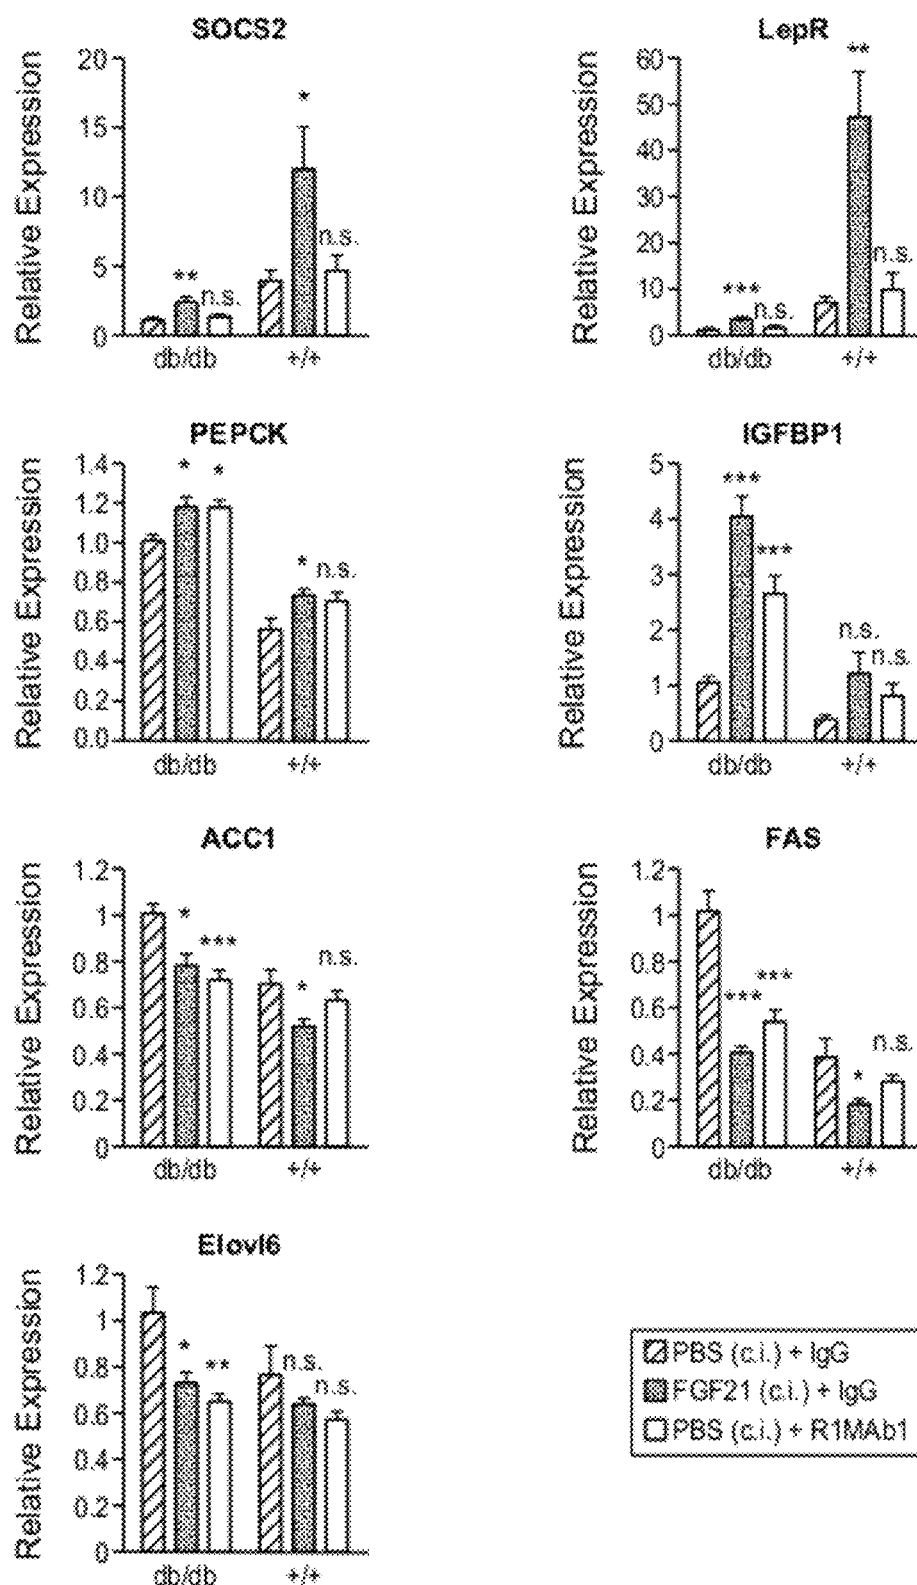 SOCS2
Relative Expression
20
15
10
5
0
** n.s. * n.s.
db/db +/+
LepR
Relative Expression
60
50
40
30
20
10
0
*** n.s. ** n.s.
db/db +/+
PEPCK
Relative Expression
1.4
1.2
1.0
0.8
0.6
0.4
0.2
0.0
* * * n.s.
db/db +/+
IGFBP1
Relative Expression
5
4
3
2
1
0
*** *** n.s. n.s.
db/db +/+
ACC1
Relative Expression
1.2
1
0.8
0.6
0.4
0.2
0
* *** * n.s.
db/db +/+
FAS
Relative Expression
1.2
1
0.8
0.6
0.4
0.2
0
*** *** * n.s.
db/db +/+
Elovl6
Relative Expression
1.2
1
0.8
0.6
0.4
0.2
0
* ** n.s. n.s.
db/db +/+
PBS (c.i.) + IgG
FGF21 (c.i.) + IgG
PBS (c.i.) + R1MAb1